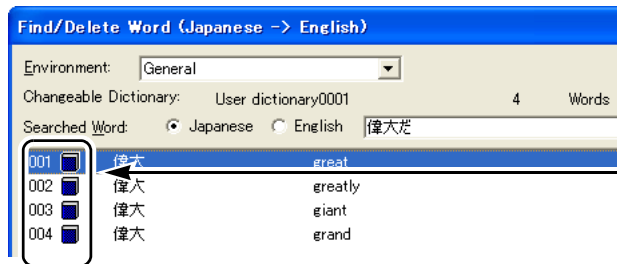 Find/Delete Word (Japanese -> English)
Environment: General
Changeable Dictionary: User dictionary0001 4 Words
Searched Word: Japanese English 偉大だ
001 偉大 great
002 偉大 greatly
003 偉大 giant
004 偉大 grand